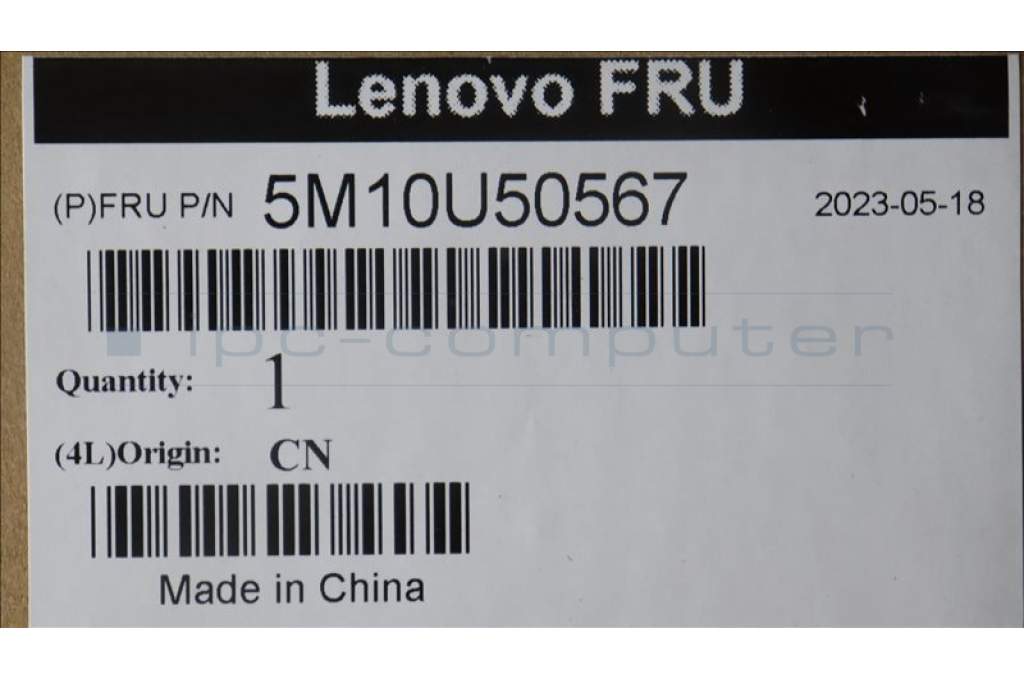 Lenovo FRU
(P)FRU P/N 5M10U50567 2023-05-18
ipc-computer
Quantity: 1
(4L)Origin: CN
Made in China